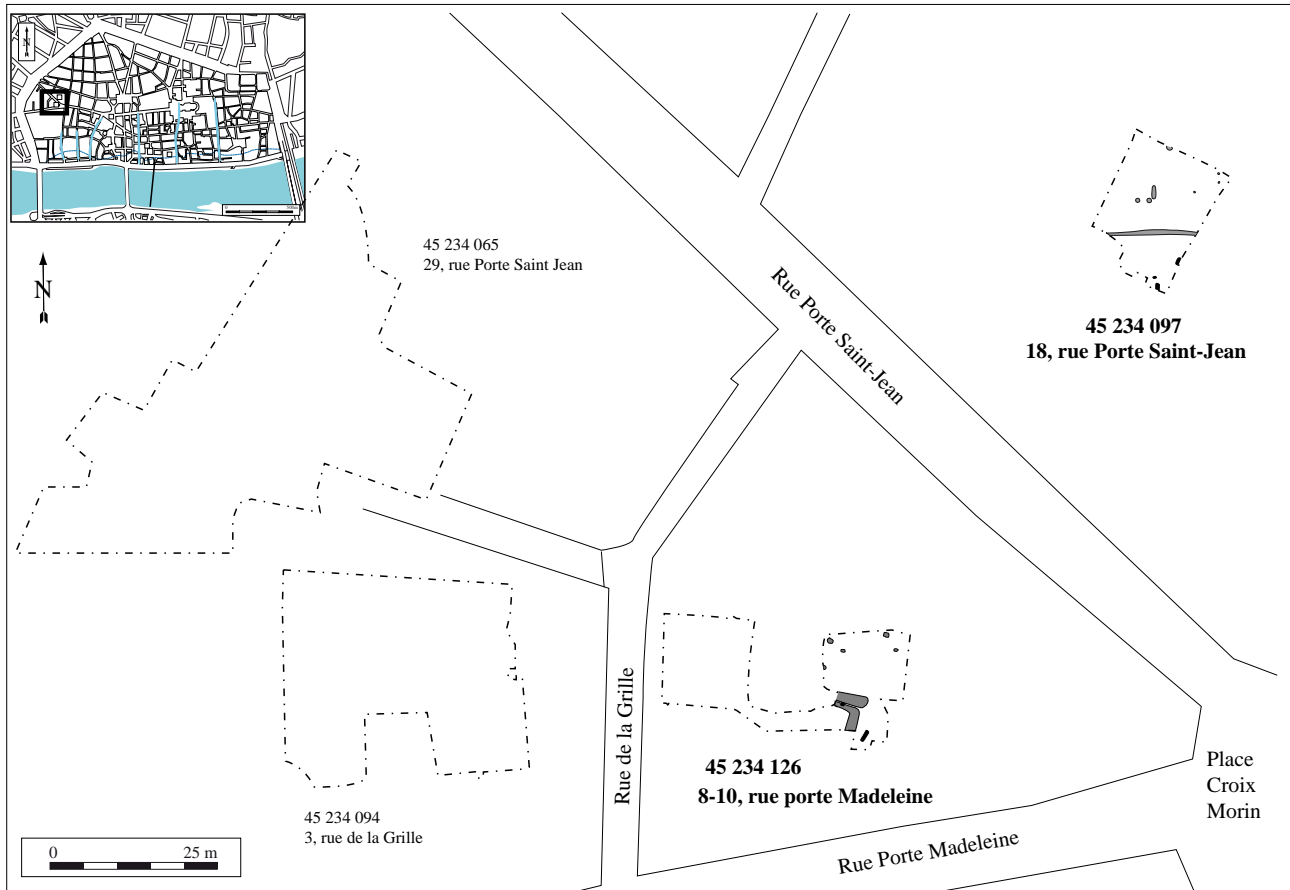 N
0
N
45 234 065
29, rue Porte Saint Jean
Rue Porte Saint-Jean
45 234 097
18, rue Porte Saint-Jean
Rue de la Grille
45 234 126
8-10, rue porte Madeleine
Place
Croix
Morin
45 234 094
3, rue de la Grille
Rue Porte Madeleine
0 25 m